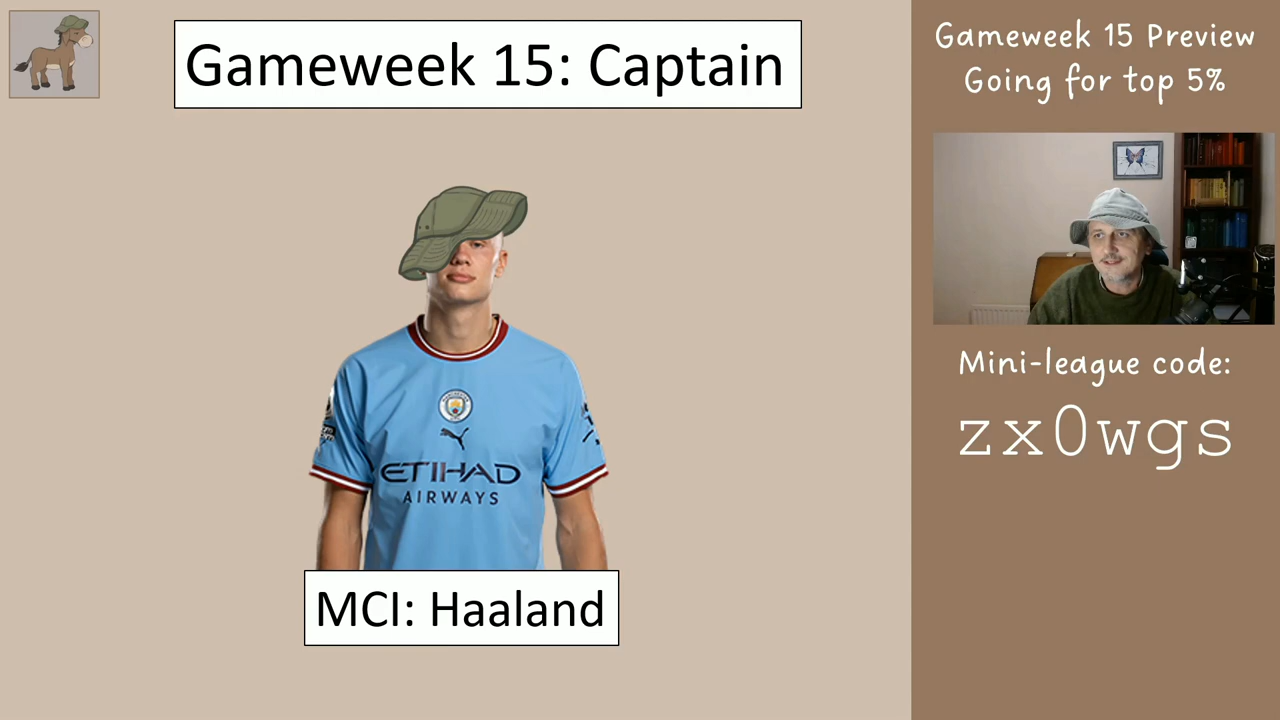 Gameweek 15: Captain
ETIHAD
AIRWAYS
MCI: Haaland
Gameweek 15 Preview
Going for top 5%
Mini-league code:
zx0wgs